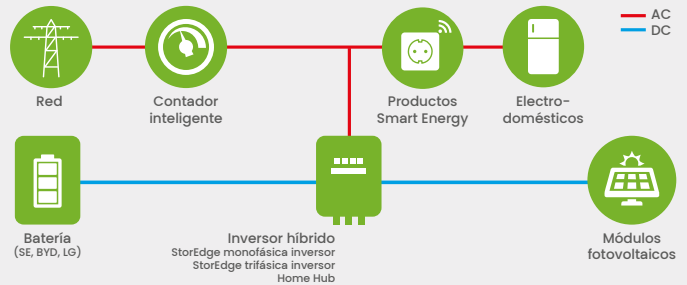 AC
DC
Red
Contador
inteligente
Productos
Smart Energy
Electro-
domésticos
Batería
(SE, BYD, LG)
Inversor híbrido
StorEdge monofásica inversor
StorEdge trifásica inversor
Home Hub
Módulos
fotovoltaicos